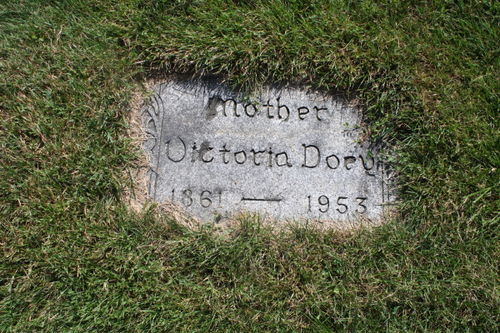 Mother
Victoria Dory
1861 — 1953